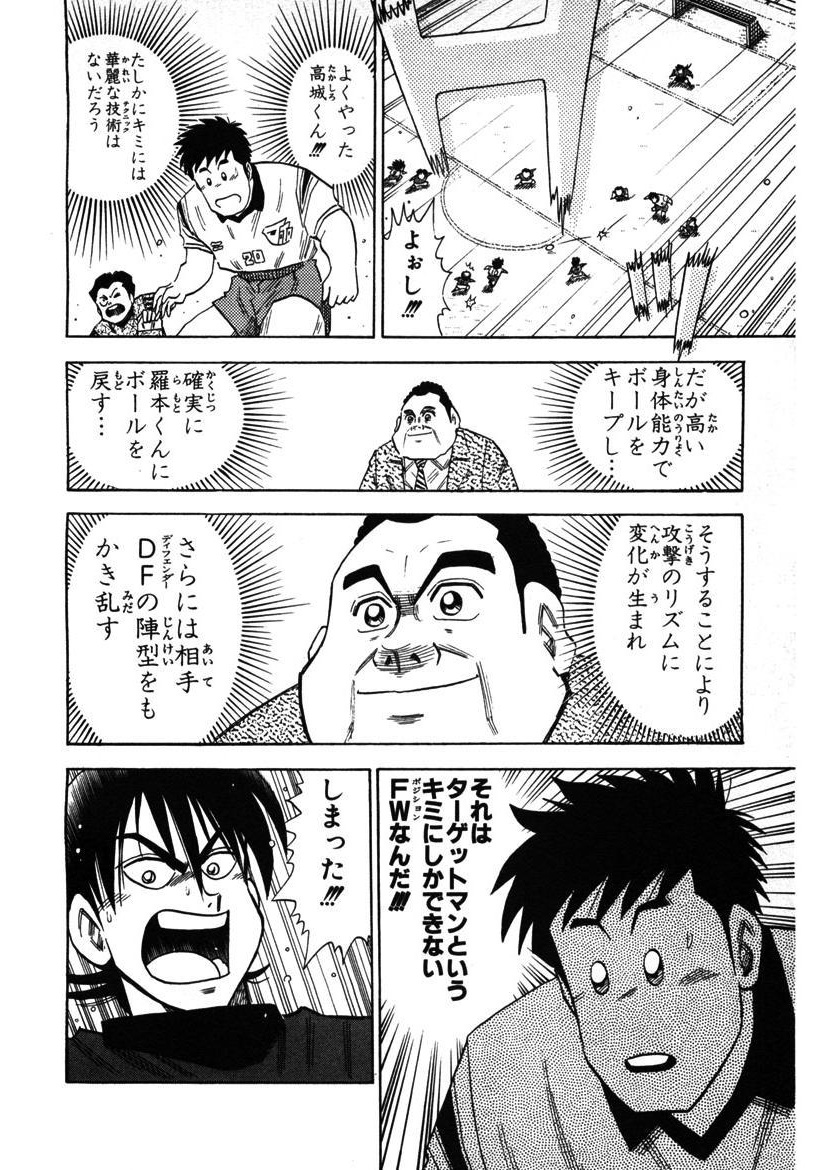 よぉし!!!
よくやった
高城くん!!!
たしかにキミには
華麗な技術は
ないだろう
20
だが高い
身体能力で
ボールを
キープし…
確実に
羅本くんに
ボールを
戻す…
そうすることにより
攻撃のリズムに
変化が生まれ
さらには相手
DFの陣型をも
かき乱す
それは
ターゲットマンという
キミにしかできない
FWなんだ!!!
しまった!!!